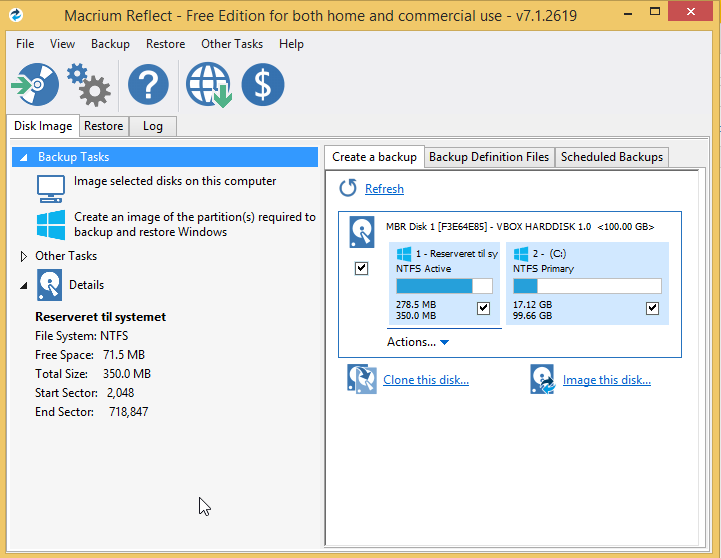 Macrium Reflect - Free Edition for both home and commercial use - v7.1.2619
File View Backup Restore Other Tasks Help
Disk Image Restore Log
Backup Tasks
Image selected disks on this computer
Create an image of the partition(s) required to
backup and restore Windows
Other Tasks
Details
Reserveret til systemet
File System: NTFS
Free Space: 71.5 MB
Total Size: 350.0 MB
Start Sector: 2,048
End Sector: 718,847
Create a backup Backup Definition Files Scheduled Backups
Refresh
MBR Disk 1 [F3E64E85] - VBOX HARDDISK 1.0 <100.00 GB>
1 - Reserveret til sy
NTFS Active
278.5 MB
350.0 MB
2 - (C:)
NTFS Primary
17.12 GB
99.66 GB
Actions...
Clone this disk... Image this disk...